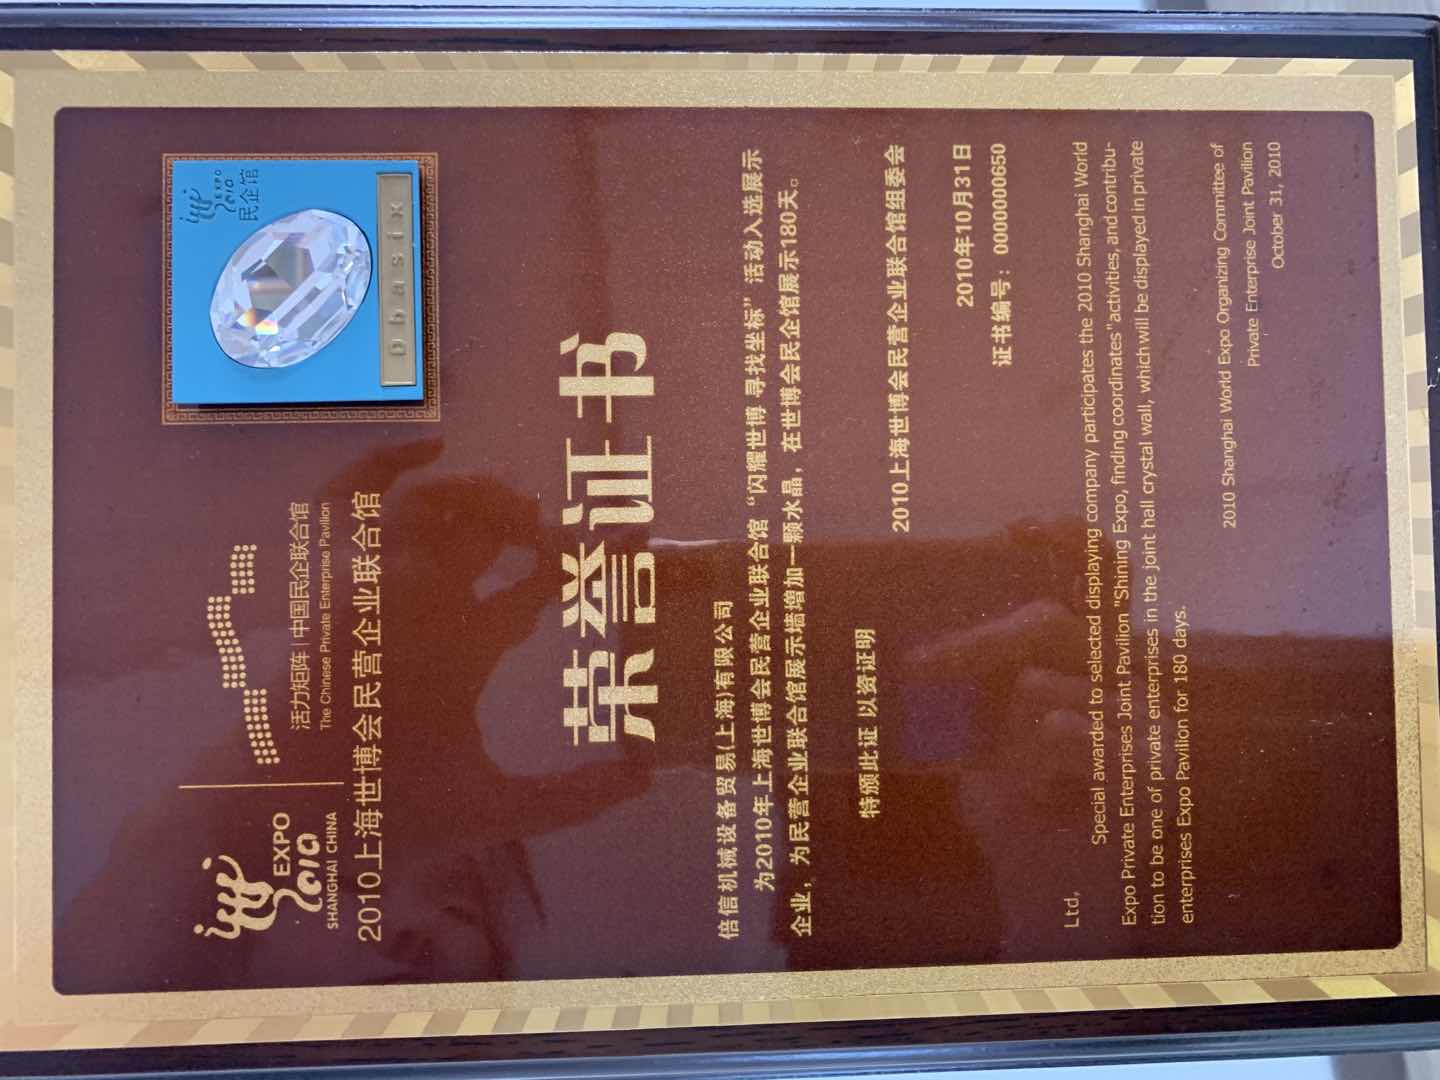 EXPO
2010
SHANGHAI CHINA
活力矩阵 | 中国民企联合馆
The Chinese Private Enterprise Pavilion
2010上海世博会民营企业联合馆
EXPO
2010
民企馆
Dbasix
荣誉证书
倍信机械设备贸易(上海)有限公司
为2010年上海世博会民营企业联合馆“闪耀世博 寻找坐标”活动入选展示
企业，为民营企业联合馆展示墙增加一颗水晶，在世博会民企馆展示180天。
特颁此证 以资证明
2010上海世博会民营企业联合馆组委会
2010年10月31日
证书编号：0000000650
Ltd,
Special awarded to selected displaying company participates the 2010 Shanghai World
Expo Private Enterprises Joint Pavilion "Shining Expo, finding coordinates" activities, and contribu-
tion to be one of private enterprises in the joint hall crystal wall, which will be displayed in private
enterprises Expo Pavilion for 180 days.
2010 Shanghai World Expo Organizing Committee of
Private Enterprise Joint Pavilion
October 31, 2010